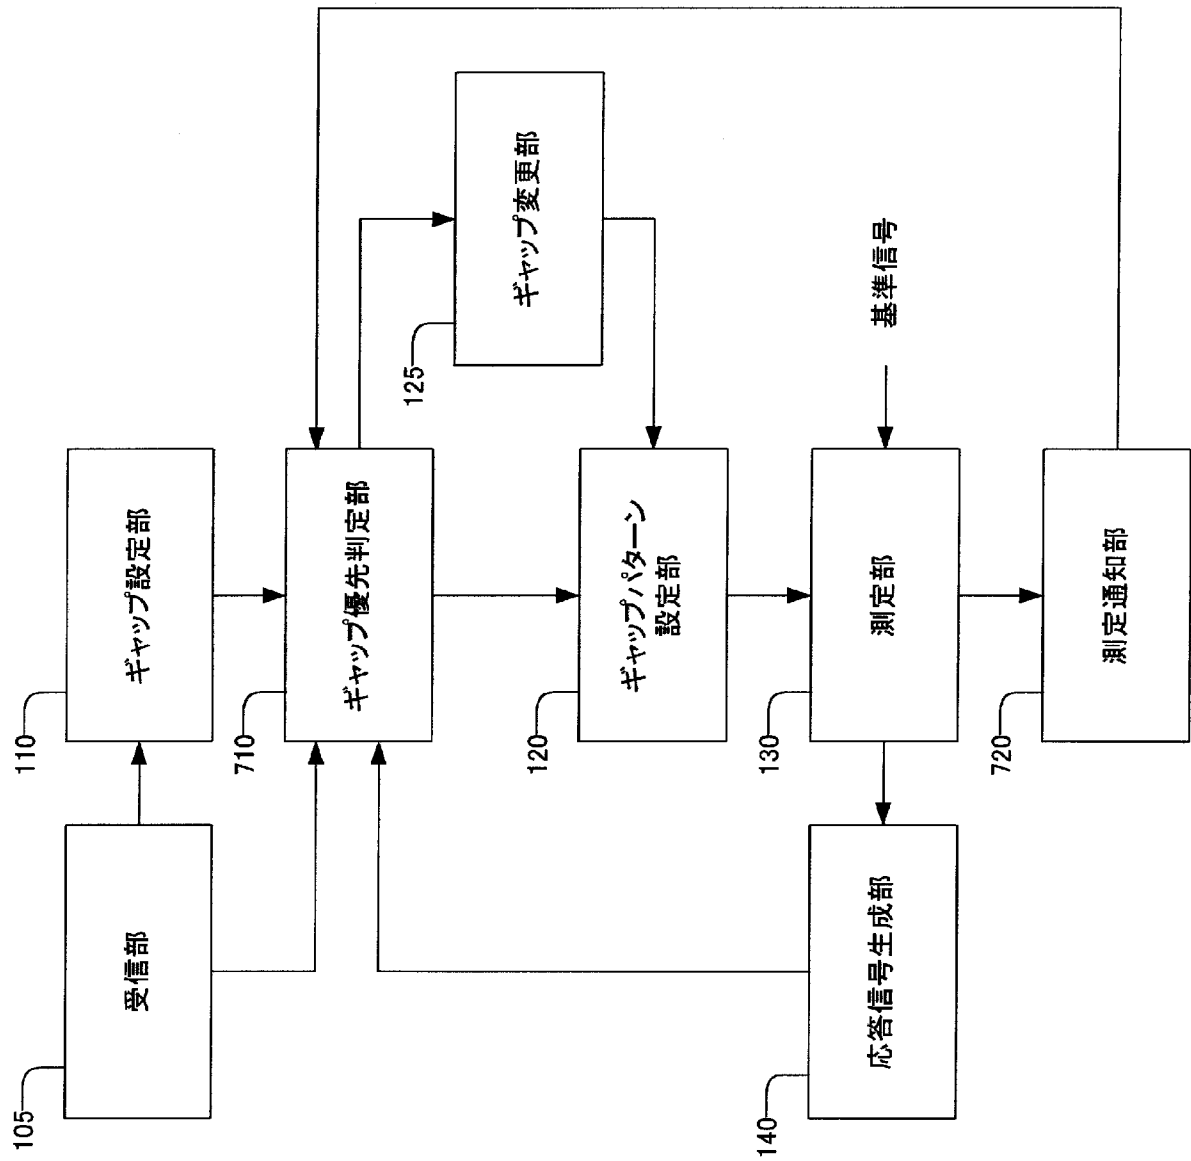 105
受信部
110
ギャップ設定部
710
ギャップ優先判定部
125
ギャップ変更部
120
ギャップパターン
設定部
130
測定部
基準信号
140
応答信号生成部
720
測定通知部